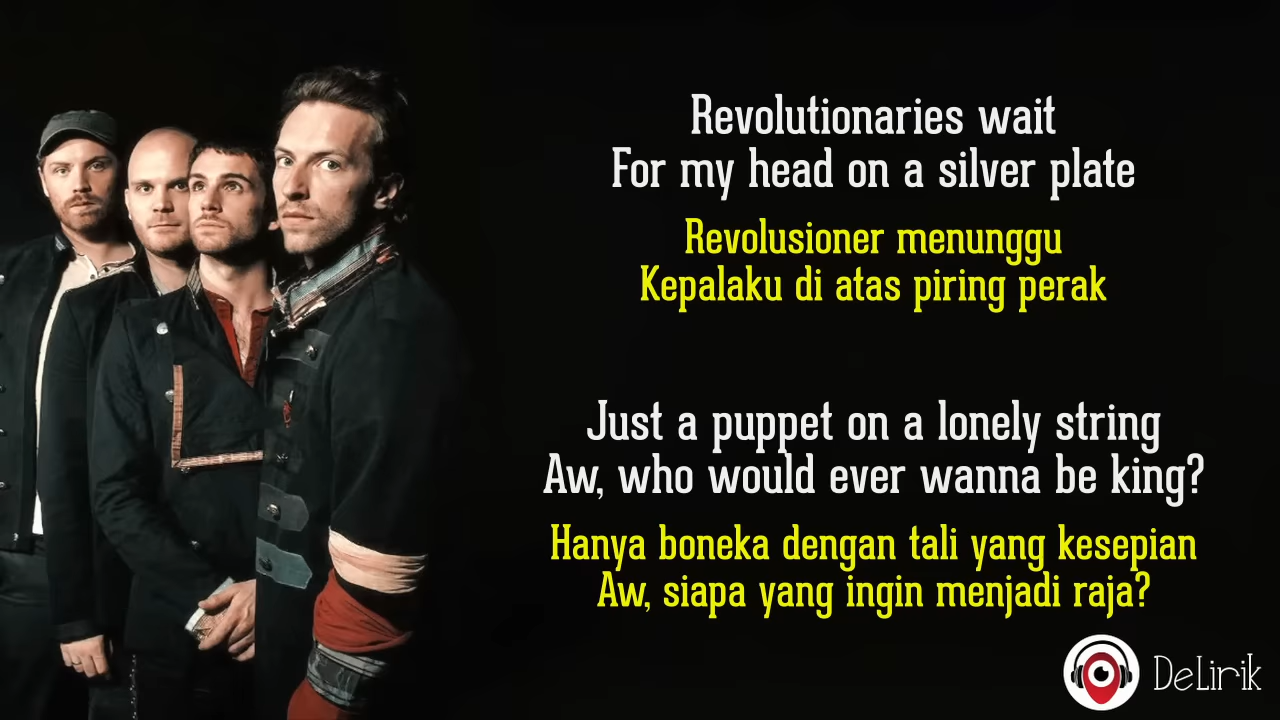 Revolutionaries wait
For my head on a silver plate
Revolusioner menunggu
Kepalaku di atas piring perak
Just a puppet on a lonely string
Aw, who would ever wanna be king?
Hanya boneka dengan tali yang kesepian
Aw, siapa yang ingin menjadi raja?
DeLirik